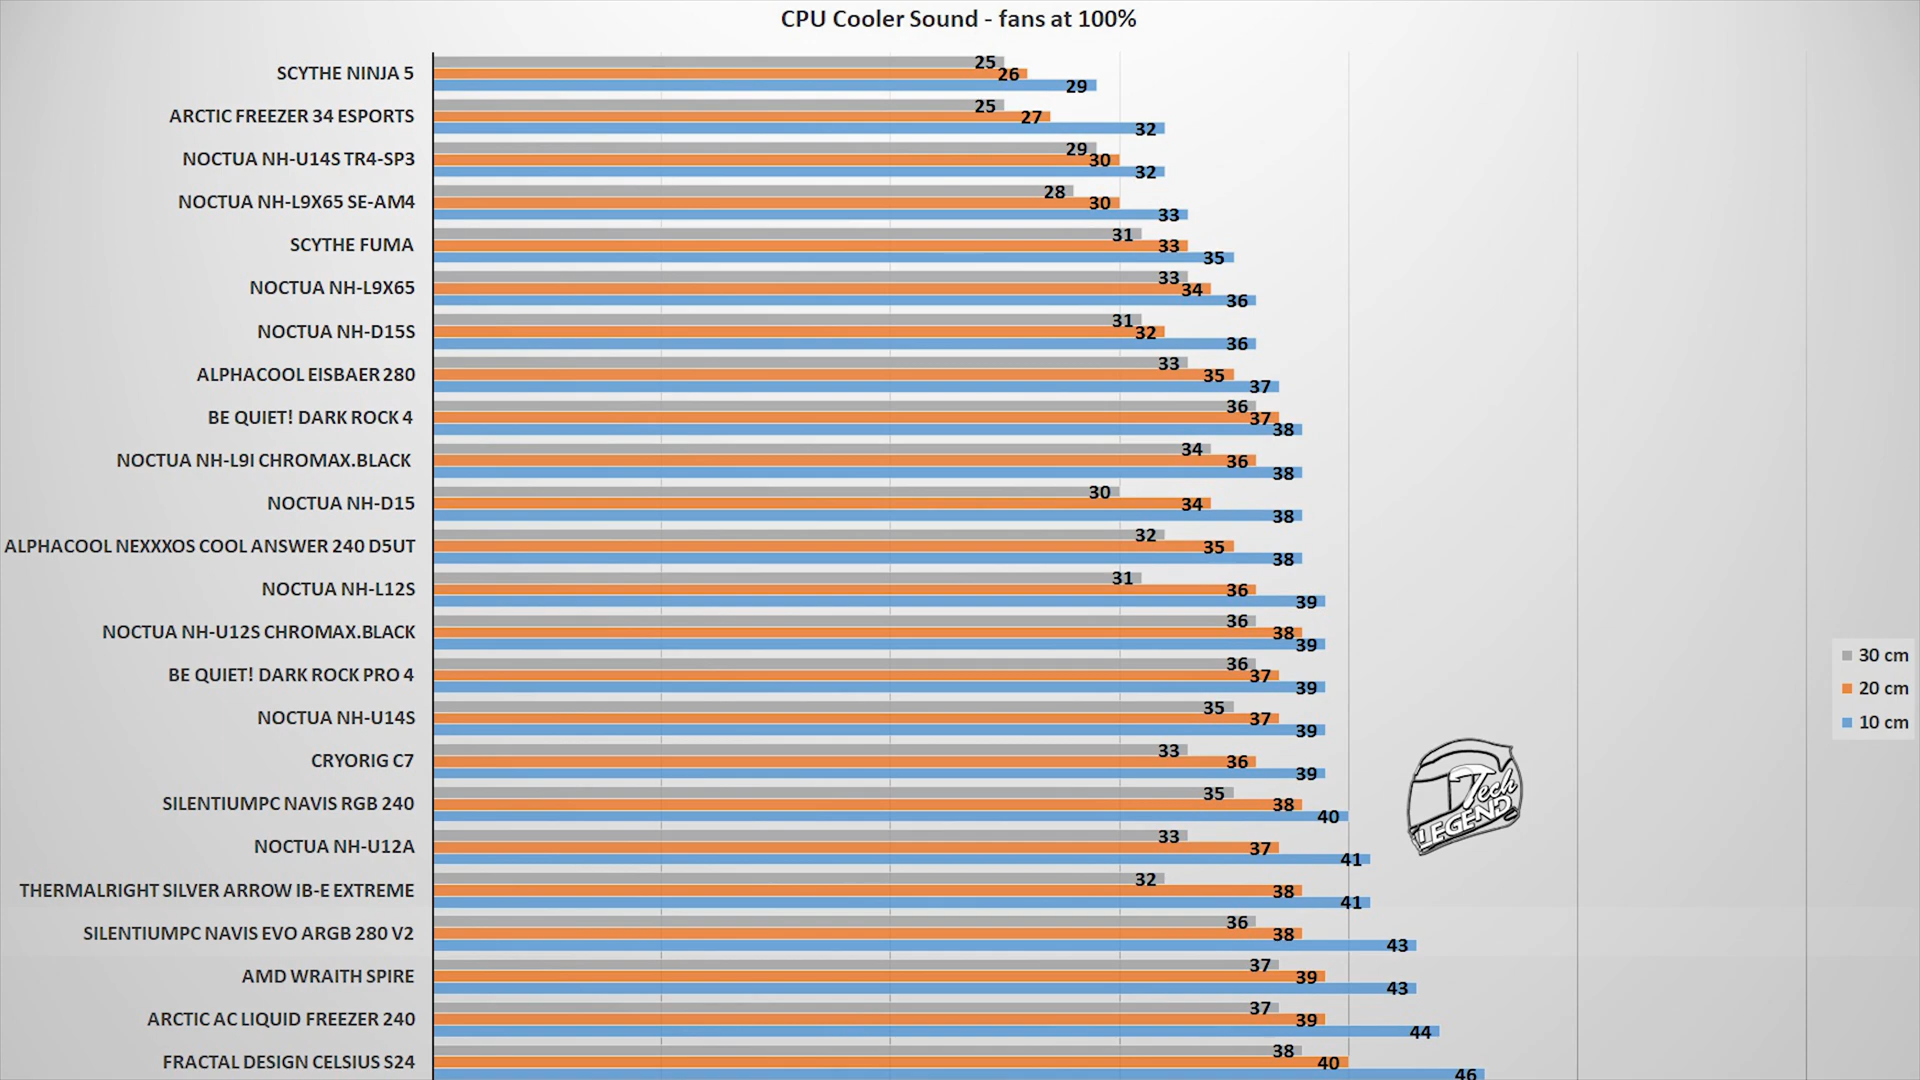 CPU Cooler Sound - fans at 100%
SCYTHE NINJA 5 25 26 29
ARCTIC FREEZER 34 ESPORTS 25 27 32
NOCTUA NH-U14S TR4-SP3 29 30 32
NOCTUA NH-L9X65 SE-AM4 28 30 33
SCYTHE FUMA 31 33 35
NOCTUA NH-L9X65 33 34 36
NOCTUA NH-D15S 31 32 36
ALPHACOOL EISBAER 280 33 35 37
BE QUIET! DARK ROCK 4 36 37 38
NOCTUA NH-L9I CHROMAX.BLACK 34 36 38
NOCTUA NH-D15 30 34 38
ALPHACOOL NEXXXOS COOL ANSWER 240 D5UT 32 35 38
NOCTUA NH-L12S 31 36 39
NOCTUA NH-U12S CHROMAX.BLACK 36 38 39
BE QUIET! DARK ROCK PRO 4 36 37 39
NOCTUA NH-U14S 35 37 39
CRYORIG C7 33 36 39
SILENTIUMPC NAVIS RGB 240 35 38 40
NOCTUA NH-U12A 33 37 41
THERMALRIGHT SILVER ARROW IB-E EXTREME 32 38 41
SILENTIUMPC NAVIS EVO ARGB 280 V2 36 38 43
AMD WRAITH SPIRE 37 39 43
ARCTIC AC LIQUID FREEZER 240 37 39 44
FRACTAL DESIGN CELSIUS S24 38 40 46
30 cm
20 cm
10 cm
Tech
LEGEND